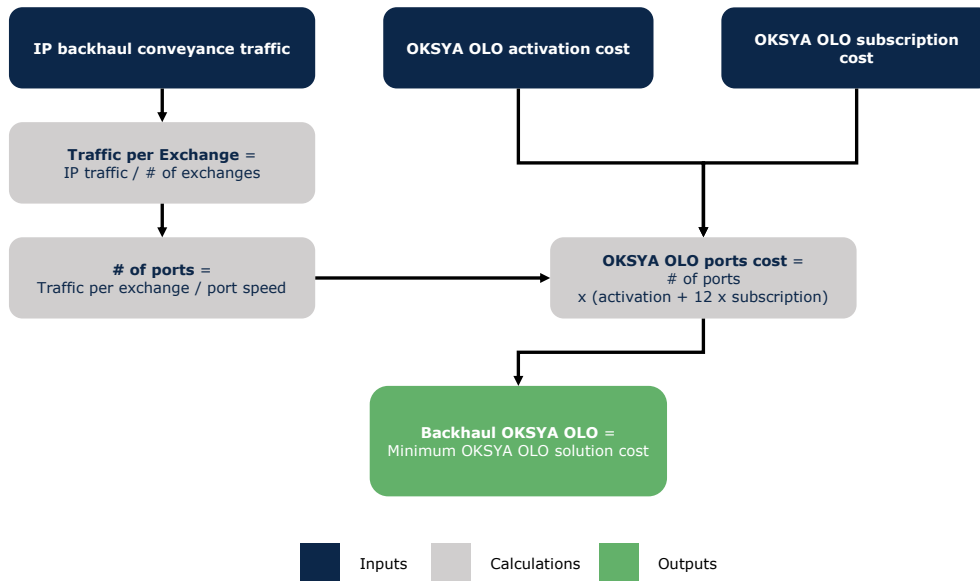 IP backhaul conveyance traffic
OKSYA OLO activation cost
OKSYA OLO subscription
cost
Traffic per Exchange =
IP traffic / # of exchanges
# of ports =
Traffic per exchange / port speed
OKSYA OLO ports cost =
# of ports
x (activation + 12 x subscription)
Backhaul OKSYA OLO =
Minimum OKSYA OLO solution cost
Inputs
Calculations
Outputs